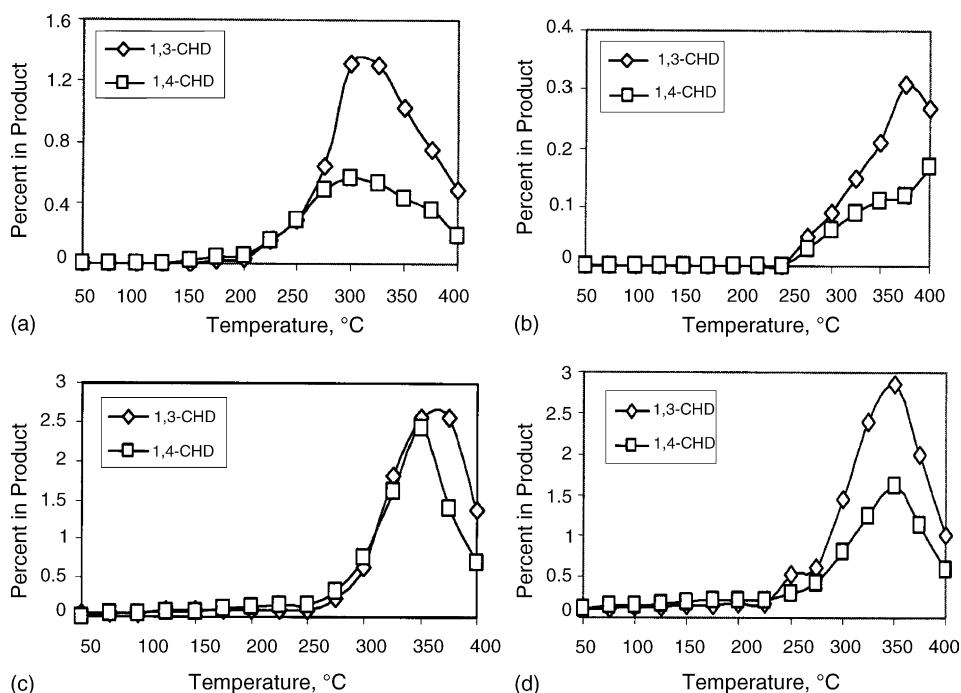 1.6
1.2
0.8
0.4
0
1,3-CHD
1,4-CHD
Percent in Product
50 100 150 200 250 300 350 400
Temperature, °C
(a)
0.4
0.3
0.2
0.1
0
1,3-CHD
1,4-CHD
Percent in Product
50 100 150 200 250 300 350 400
Temperature, °C
(b)
3
2.5
2
1.5
1
0.5
0
1,3-CHD
1,4-CHD
Percent in Product
50 100 150 200 250 300 350 400
Temperature, °C
(c)
3
2.5
2
1.5
1
0.5
0
1,3-CHD
1,4-CHD
Percent in Product
50 100 150 200 250 300 350 400
Temperature, °C
(d)